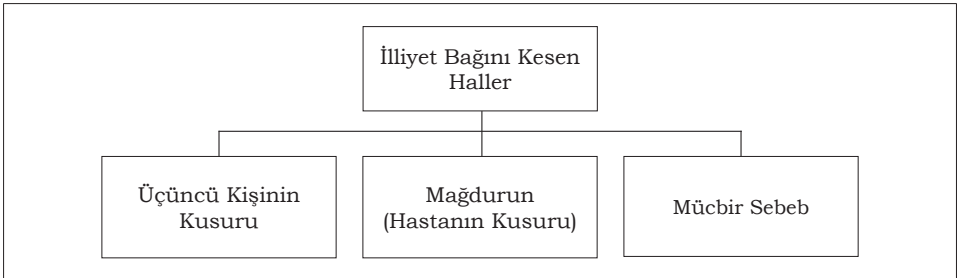 İlliyet Bağını Kesen
Haller
Üçüncü Kişinin
Kusuru
Mağdurun
(Hastanın Kusuru)
Mücbir Sebeb